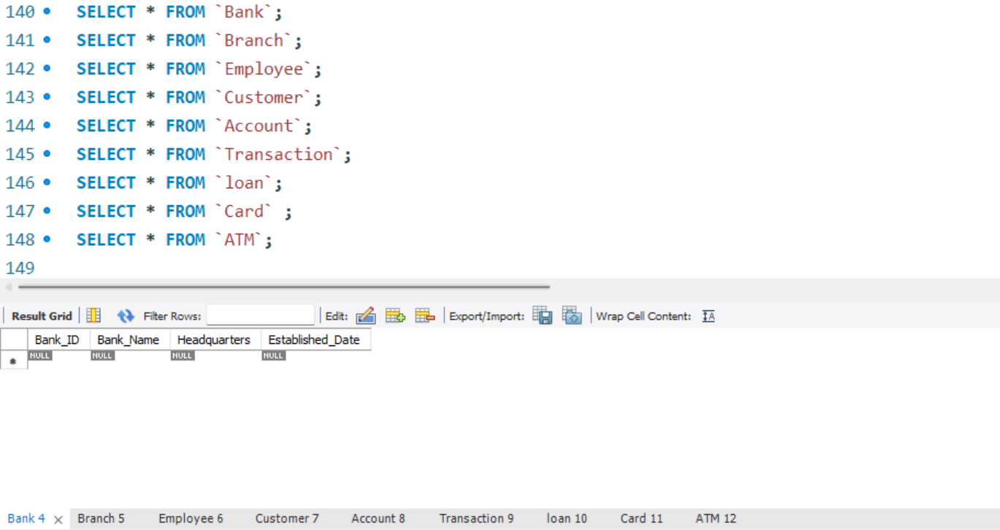 140 SELECT * FROM `Bank`;
141 SELECT * FROM `Branch`;
142 SELECT * FROM `Employee`;
143 SELECT * FROM `Customer`;
144 SELECT * FROM `Account`;
145 SELECT * FROM `Transaction`;
146 SELECT * FROM `loan`;
147 SELECT * FROM `Card` ;
148 SELECT * FROM `ATM`;
149
Result Grid Filter Rows: Edit: Export/Import: Wrap Cell Content: IA
Bank_ID Bank_Name Headquarters Established_Date
NULL NULL NULL NULL
Bank 4 × Branch 5 Employee 6 Customer 7 Account 8 Transaction 9 loan 10 Card 11 ATM 12